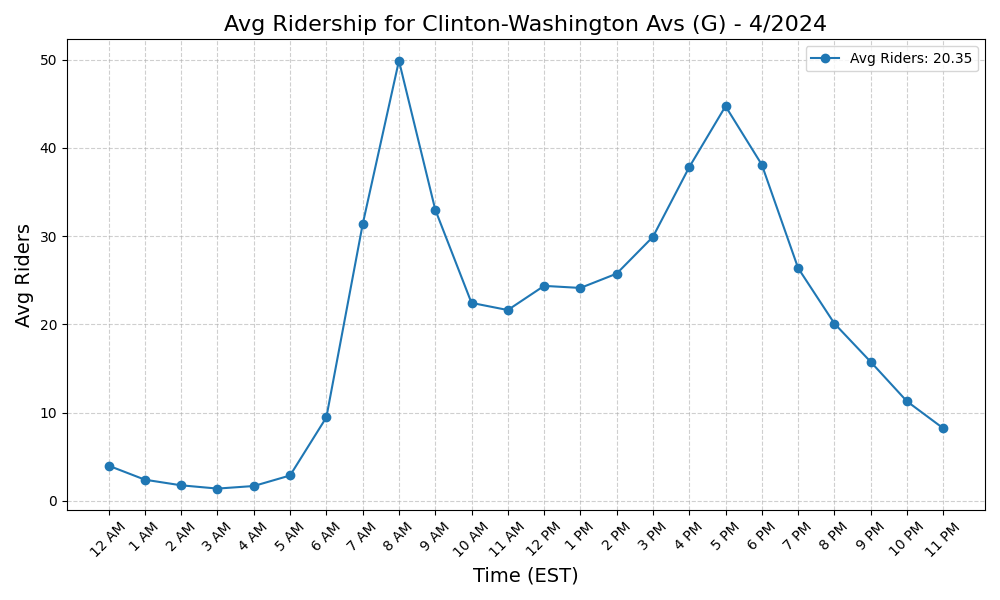 Avg Ridership for Clinton-Washington Avs (G) - 4/2024
Avg Riders: 20.35
Avg Riders
50
40
30
20
10
0
12 AM
1 AM
2 AM
3 AM
4 AM
5 AM
6 AM
7 AM
8 AM
9 AM
10 AM
11 AM
12 PM
1 PM
2 PM
3 PM
4 PM
5 PM
6 PM
7 PM
8 PM
9 PM
10 PM
11 PM
Time (EST)